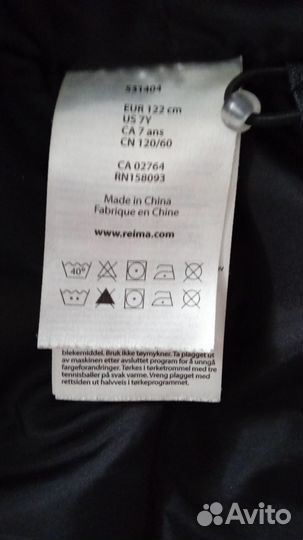 531404
EUR 122 cm
US 7Y
CA 7 ans
CN 120/60
CA 02764
RN158093
Made in China
Fabrique en Chine
www.reima.com
40°
blekemiddel. Bruk ikke tøymykner. Ta plagget ut
av maskinen etter avsluttet program for å unngå
fargeforandringer. Tørkes i tørketrommel med tre
tennisballer på svak varme. Vreng plagget med
rettsiden ut halvveis i tørkeprogrammet.
Avito